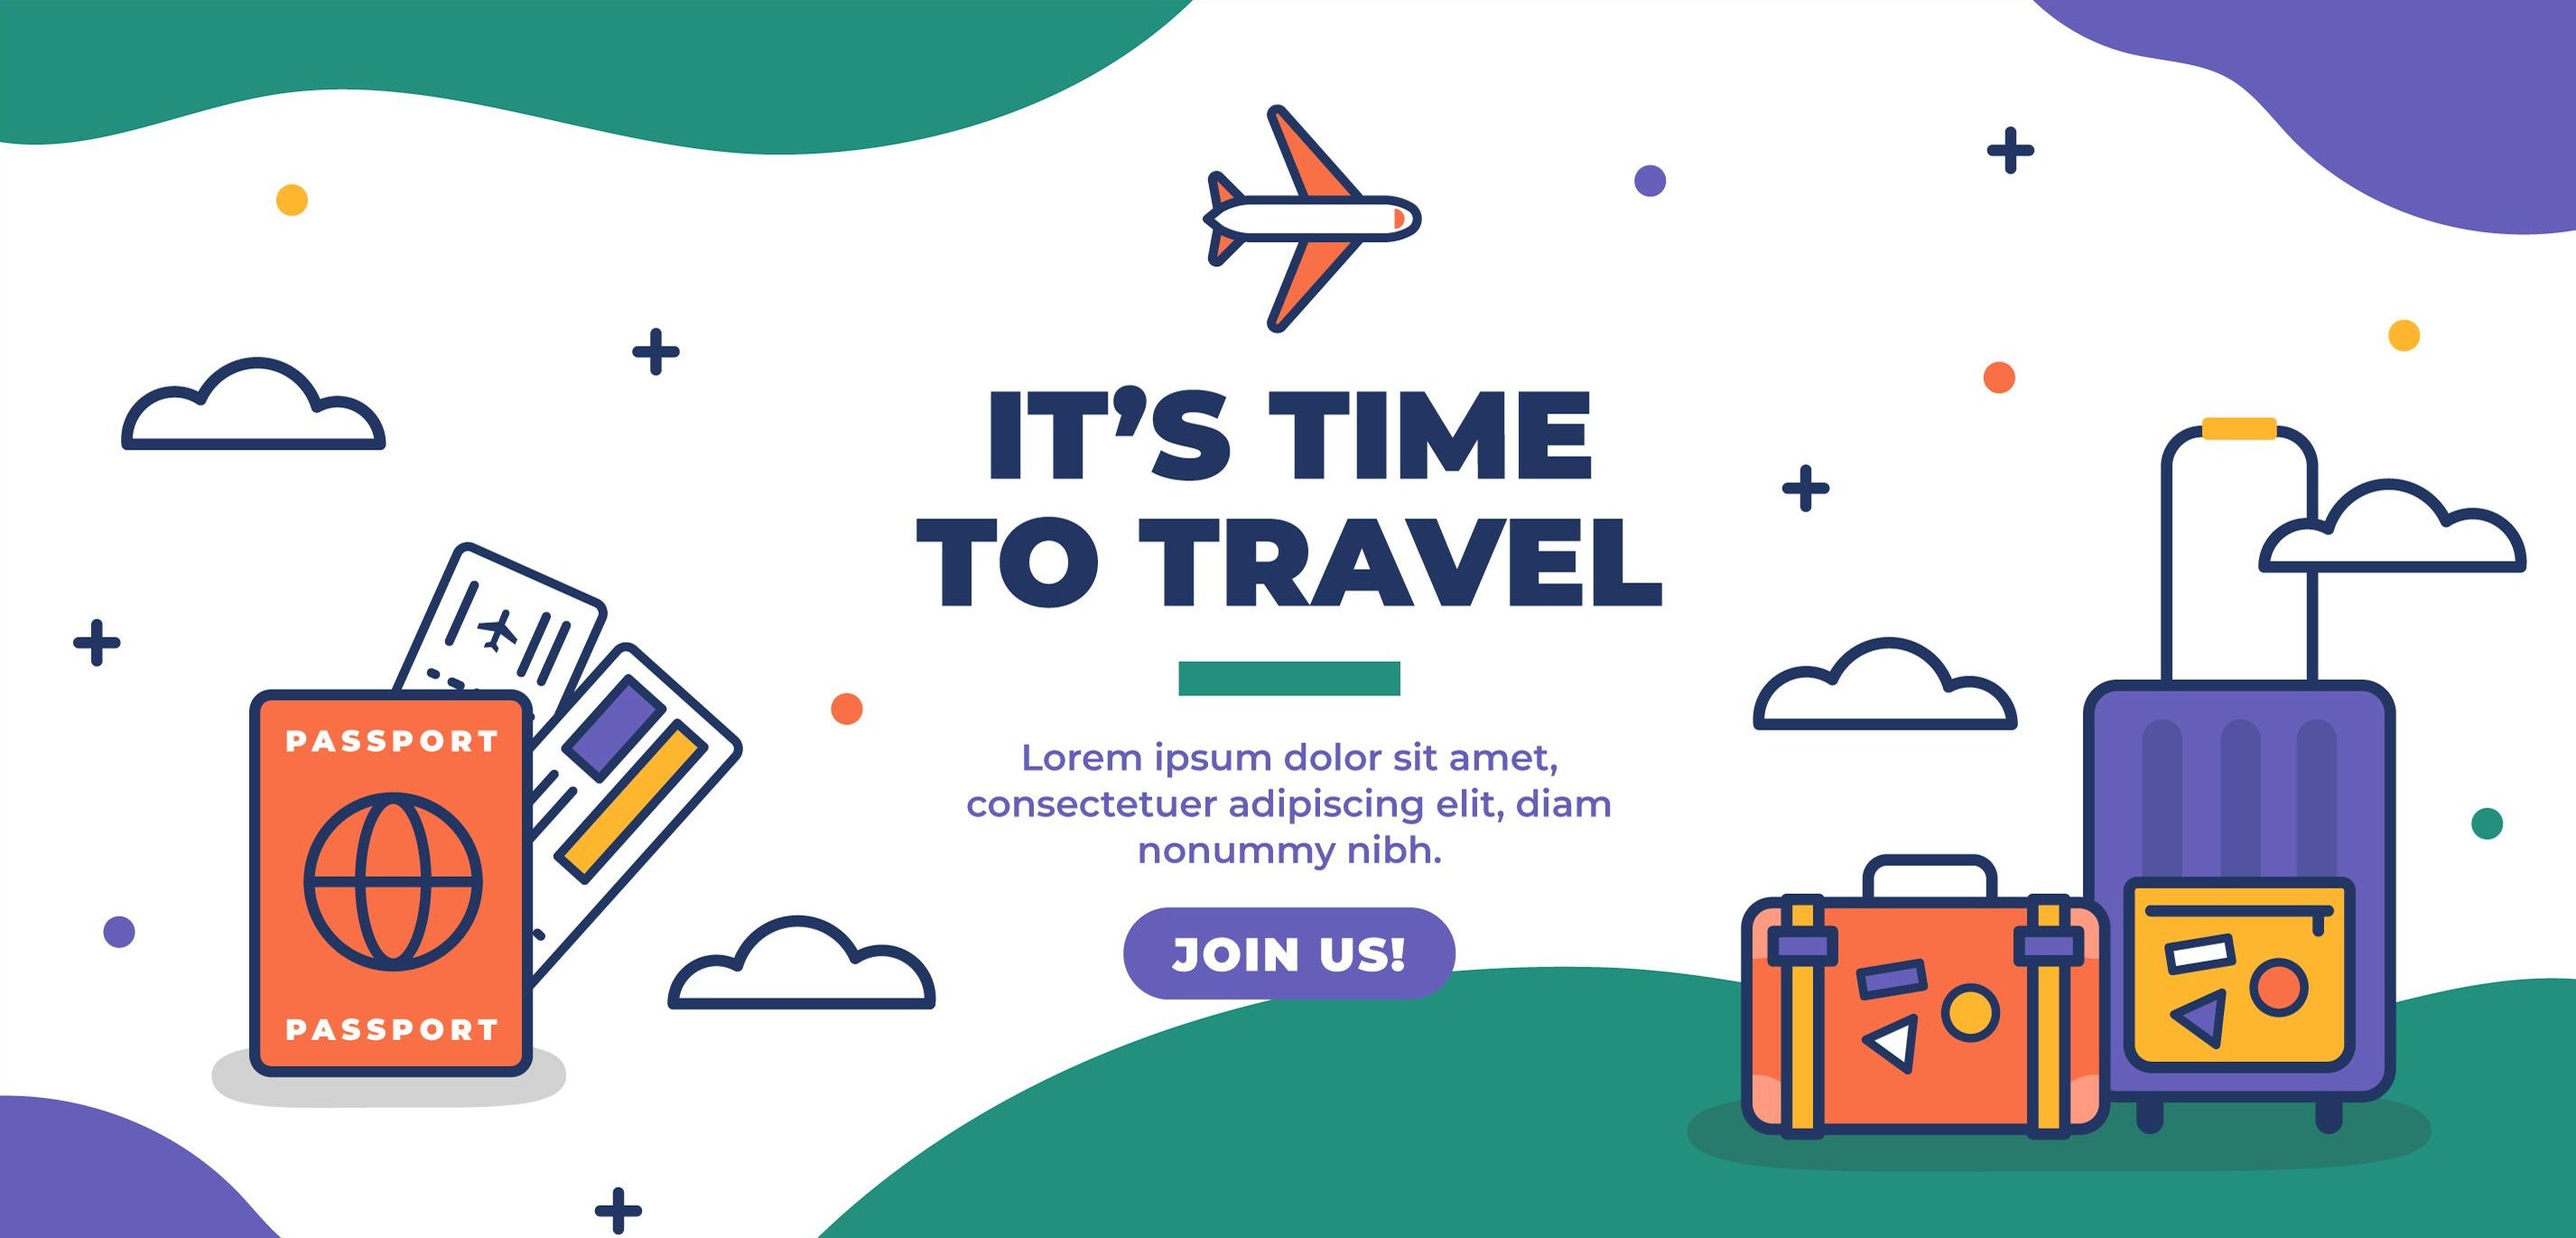 IT’S TIME
TO TRAVEL
Lorem ipsum dolor sit amet,
consectetuer adipiscing elit, diam
nonummy nibh.
JOIN US!
PASSPORT
PASSPORT